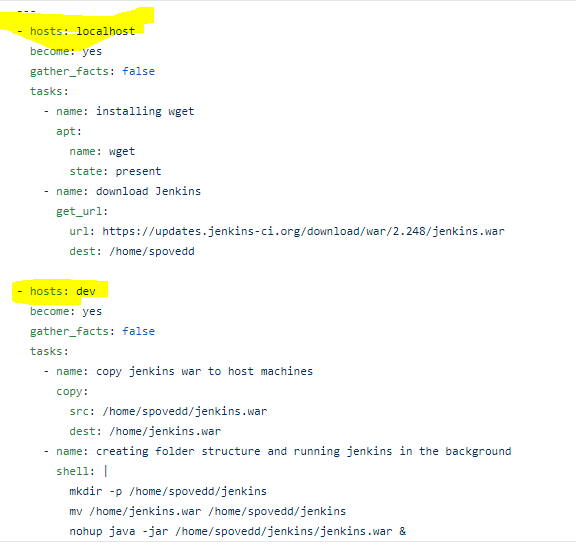 ---
- hosts: localhost
  become: yes
  gather_facts: false
  tasks:
    - name: installing wget
      apt:
        name: wget
        state: present
    - name: download Jenkins
      get_url:
        url: https://updates.jenkins-ci.org/download/war/2.248/jenkins.war
        dest: /home/spovedd

- hosts: dev
  become: yes
  gather_facts: false
  tasks:
    - name: copy jenkins war to host machines
      copy:
        src: /home/spovedd/jenkins.war
        dest: /home/jenkins.war
    - name: creating folder structure and running jenkins in the background
      shell: |
        mkdir -p /home/spovedd/jenkins
        mv /home/jenkins.war /home/spovedd/jenkins
        nohup java -jar /home/spovedd/jenkins/jenkins.war &